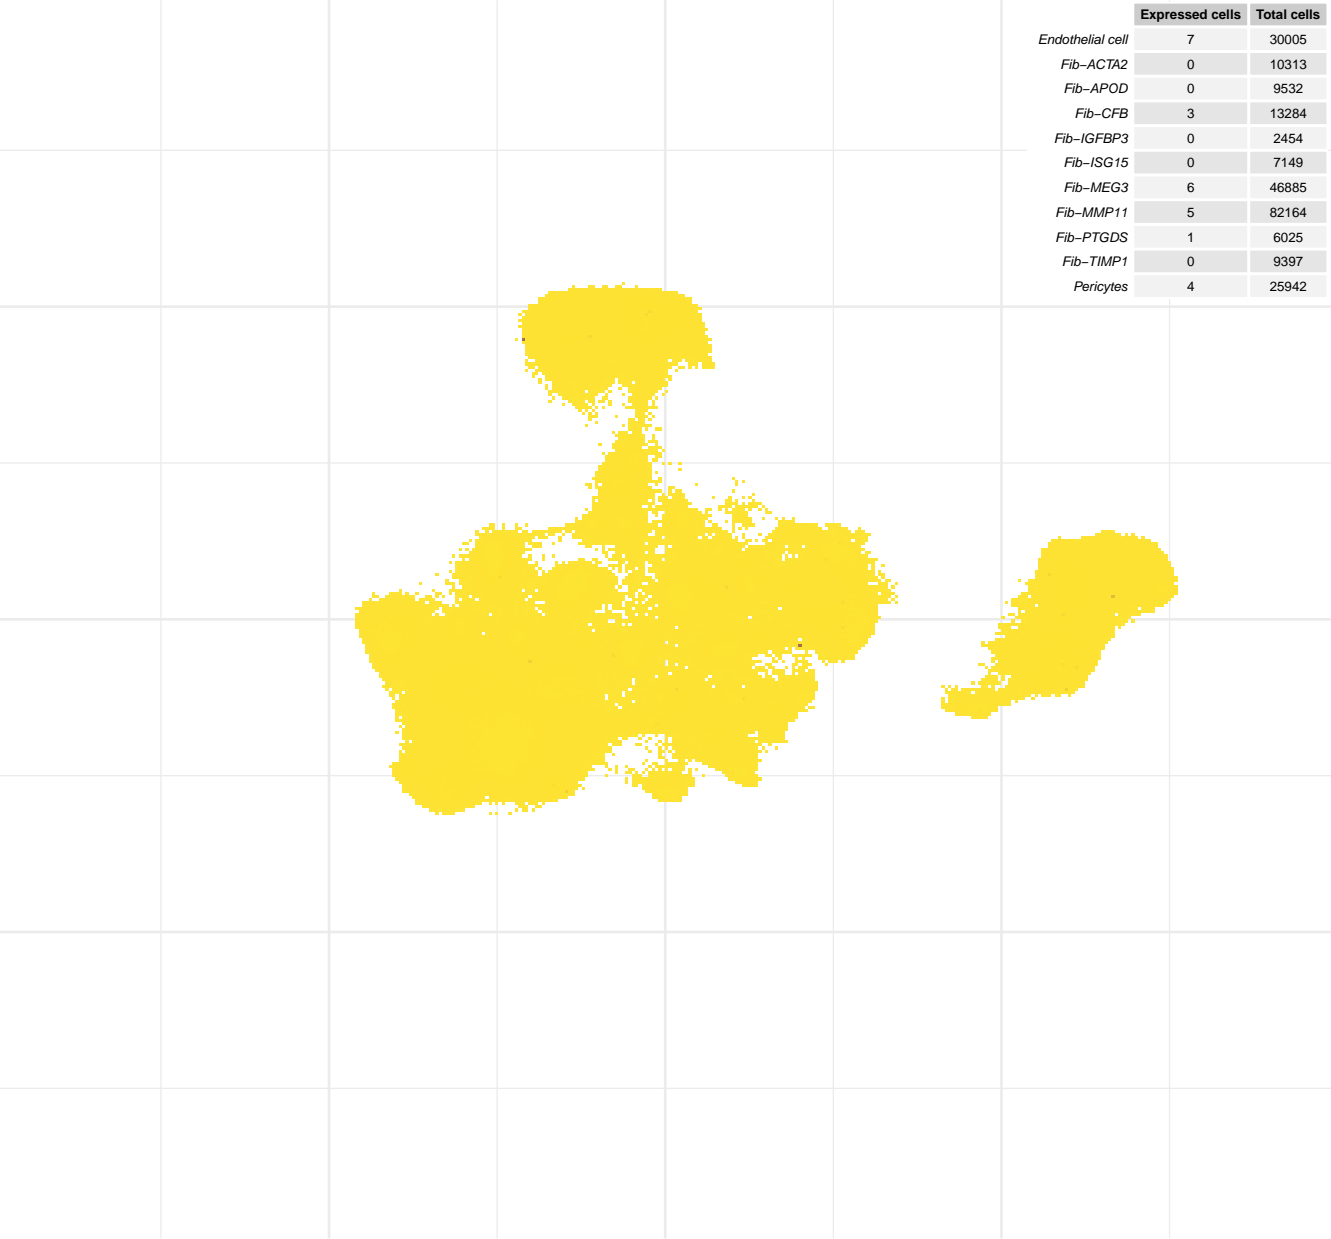 Expressed cells Total cells
Endothelial cell 7 30005
Fib−ACTA2 0 10313
Fib−APOD 0 9532
Fib−CFB 3 13284
Fib−IGFBP3 0 2454
Fib−ISG15 0 7149
Fib−MEG3 6 46885
Fib−MMP11 5 82164
Fib−PTGDS 1 6025
Fib−TIMP1 0 9397
Pericytes 4 25942